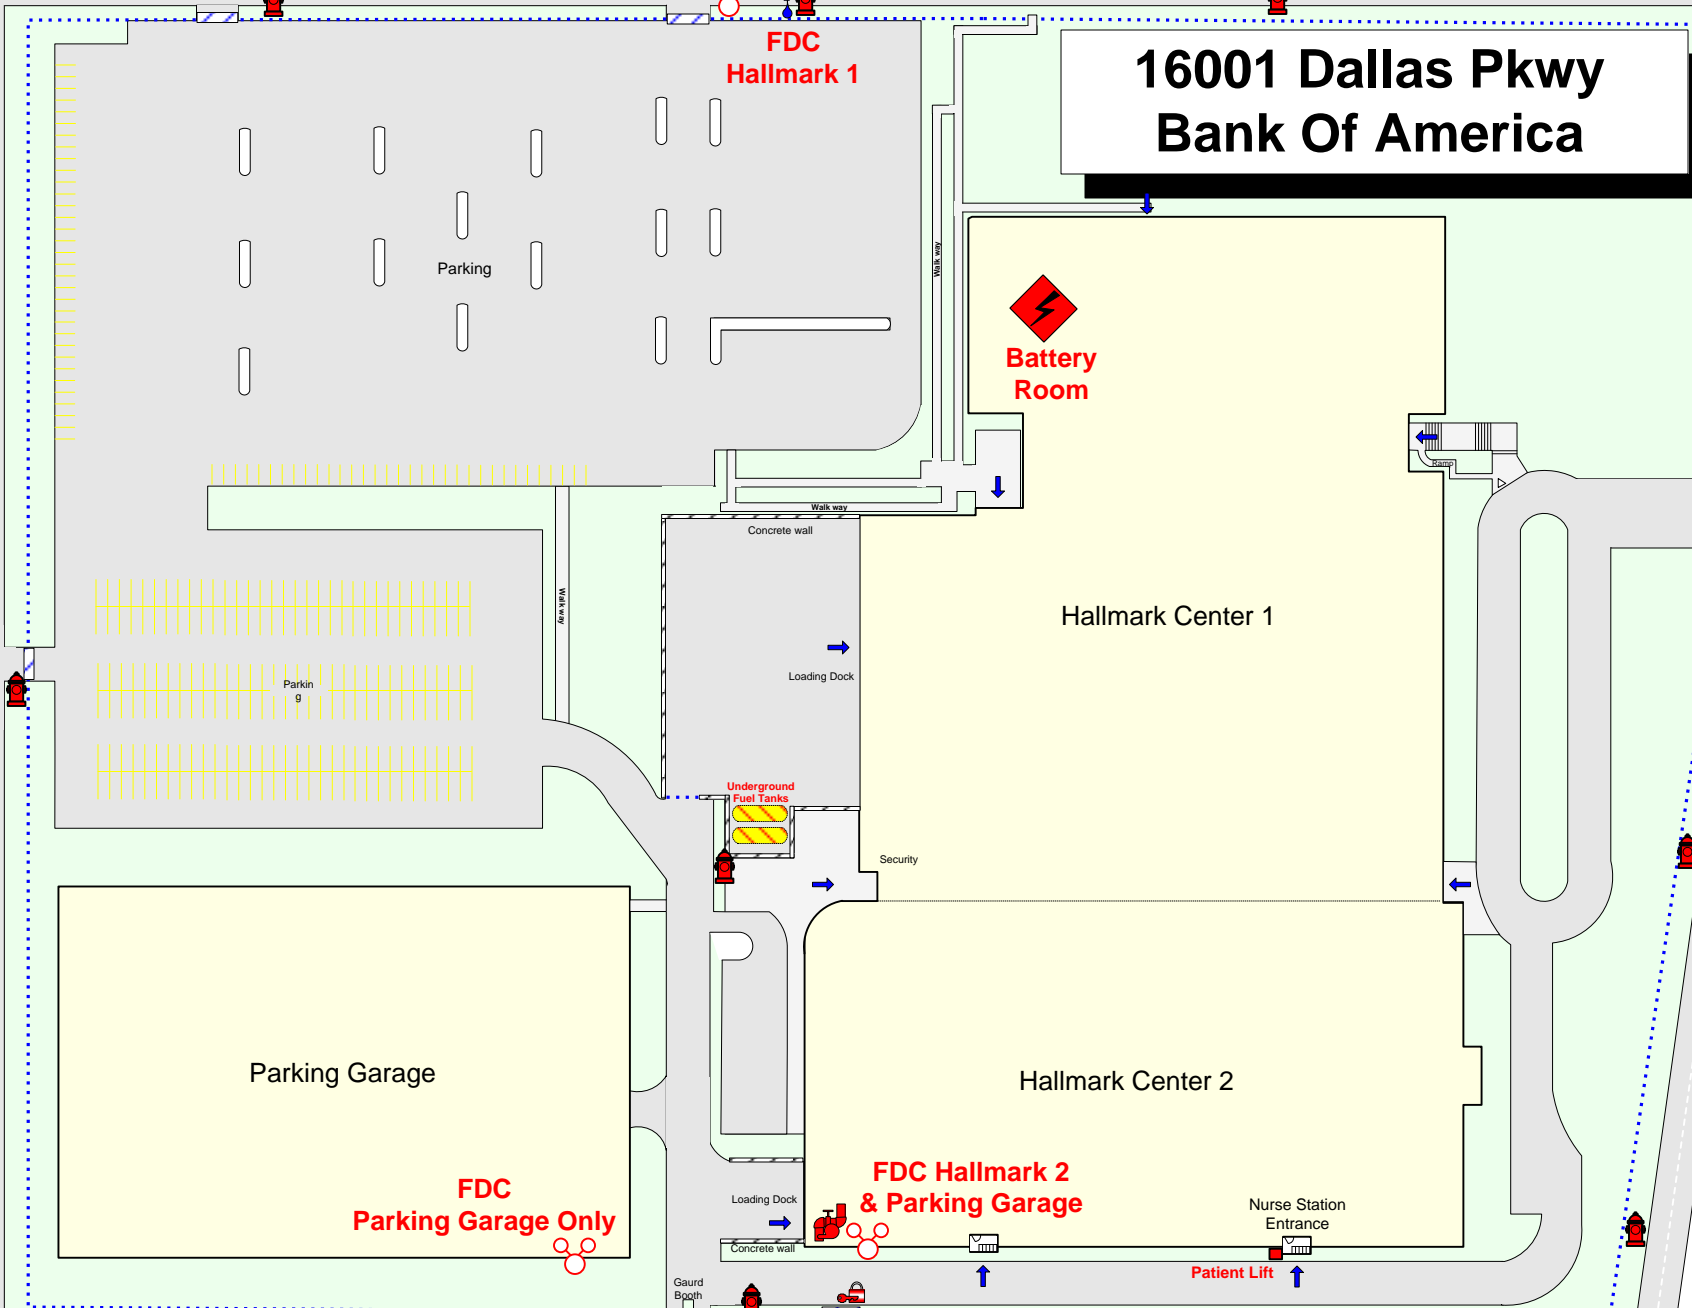 FDC
Hallmark 1
16001 Dallas Pkwy
Bank Of America
Parking
Walk way
Battery
Room
Ramp
Walk way
Concrete wall
Walk way
Hallmark Center 1
Loading Dock
Parkin
g
Underground
Fuel Tanks
Security
Parking Garage
Hallmark Center 2
FDC
Parking Garage Only
FDC Hallmark 2
& Parking Garage
Loading Dock
Nurse Station
Entrance
Concrete wall
Patient Lift
Gaurd
Booth